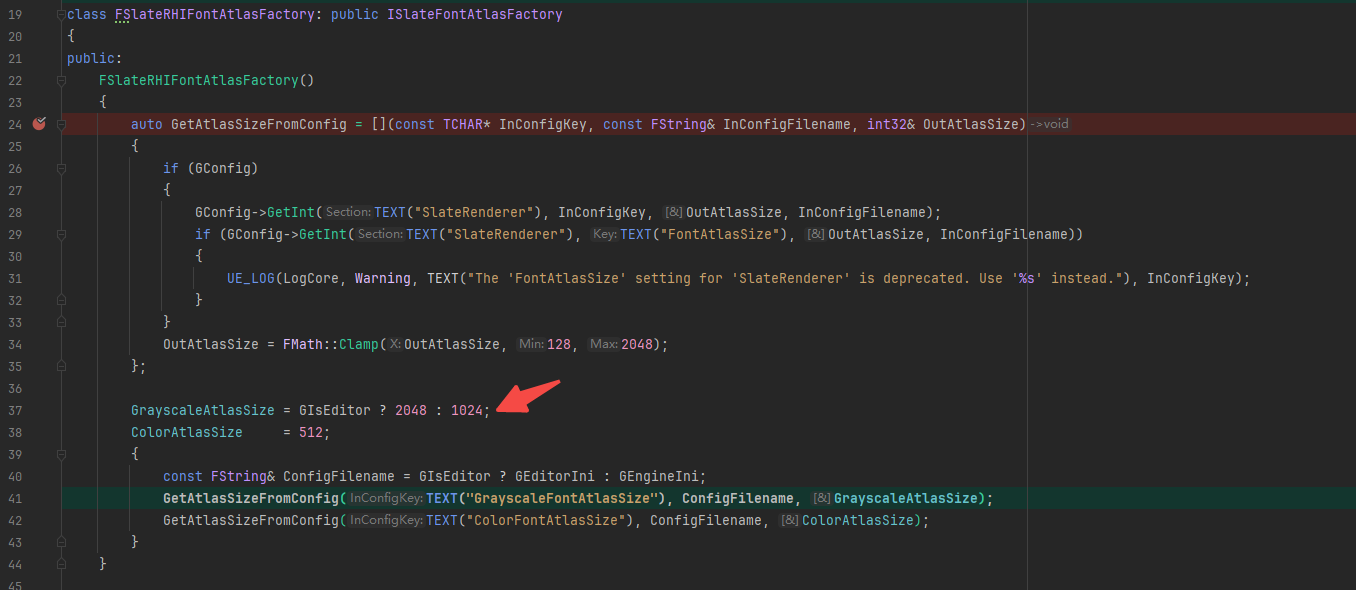 19 class FSlateRHIFontAtlasFactory: public ISlateFontAtlasFactory
20 {
21 public:
22 FSlateRHIFontAtlasFactory()
23 {
24 auto GetAtlasSizeFromConfig = [](const TCHAR* InConfigKey, const FString& InConfigFilename, int32& OutAtlasSize) ->void
25 {
26 if (GConfig)
27 {
28 GConfig->GetInt( Section: TEXT("SlateRenderer"), InConfigKey, [&] OutAtlasSize, InConfigFilename);
29 if (GConfig->GetInt( Section: TEXT("SlateRenderer"), Key: TEXT("FontAtlasSize"), [&] OutAtlasSize, InConfigFilename))
30 {
31 UE_LOG(LogCore, Warning, TEXT("The 'FontAtlasSize' setting for 'SlateRenderer' is deprecated. Use '%s' instead."), InConfigKey);
32 }
33 }
34 OutAtlasSize = FMath::Clamp( X: OutAtlasSize, Min: 128, Max: 2048);
35 };
36
37 GrayscaleAtlasSize = GIsEditor ? 2048 : 1024;
38 ColorAtlasSize = 512;
39 {
40 const FString& ConfigFilename = GIsEditor ? GEditorIni : GEngineIni;
41 GetAtlasSizeFromConfig( InConfigKey: TEXT("GrayscaleFontAtlasSize"), ConfigFilename, [&] GrayscaleAtlasSize);
42 GetAtlasSizeFromConfig( InConfigKey: TEXT("ColorFontAtlasSize"), ConfigFilename, [&] ColorAtlasSize);
43 }
44 }
45